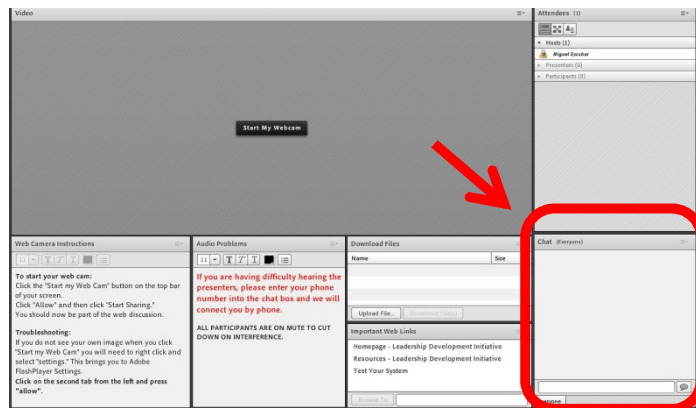 Video
Start My Webcam
Attendees (1)
Hosts (1)
Miguel Escobar
Presenters (0)
Participants (0)
Web Camera Instructions
11 T T T
To start your web cam:
Click the "Start my Web Cam" button on the top bar
of your screen.
Click "Allow" and then click "Start Sharing."
You should now be part of the web discussion.
Troubleshooting:
If you do not see your own image when you click
"Start my Web Cam" you will need to right click and
select "settings." This brings you to Adobe
FlashPlayer Settings.
Click on the second tab from the left and press
"allow".
Audio Problems
11 T T T
If you are having difficulty hearing the
presenters, please enter your phone
number into the chat box and we will
connect you by phone.
ALL PARTICIPANTS ARE ON MUTE TO CUT
DOWN ON INTERFERENCE.
Download Files
Name Size
Upload File... Download File(s)
Important Web Links
Homepage - Leadership Development Initiative
Resources - Leadership Development Initiative
Test Your System
Browse To
Chat (Everyone)